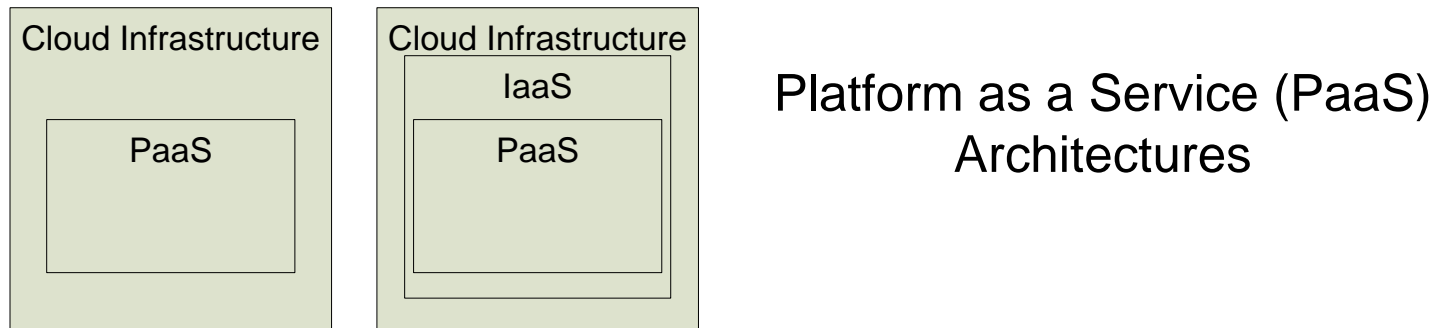 Cloud Infrastructure
PaaS
Cloud Infrastructure
IaaS
PaaS
Platform as a Service (PaaS)
Architectures